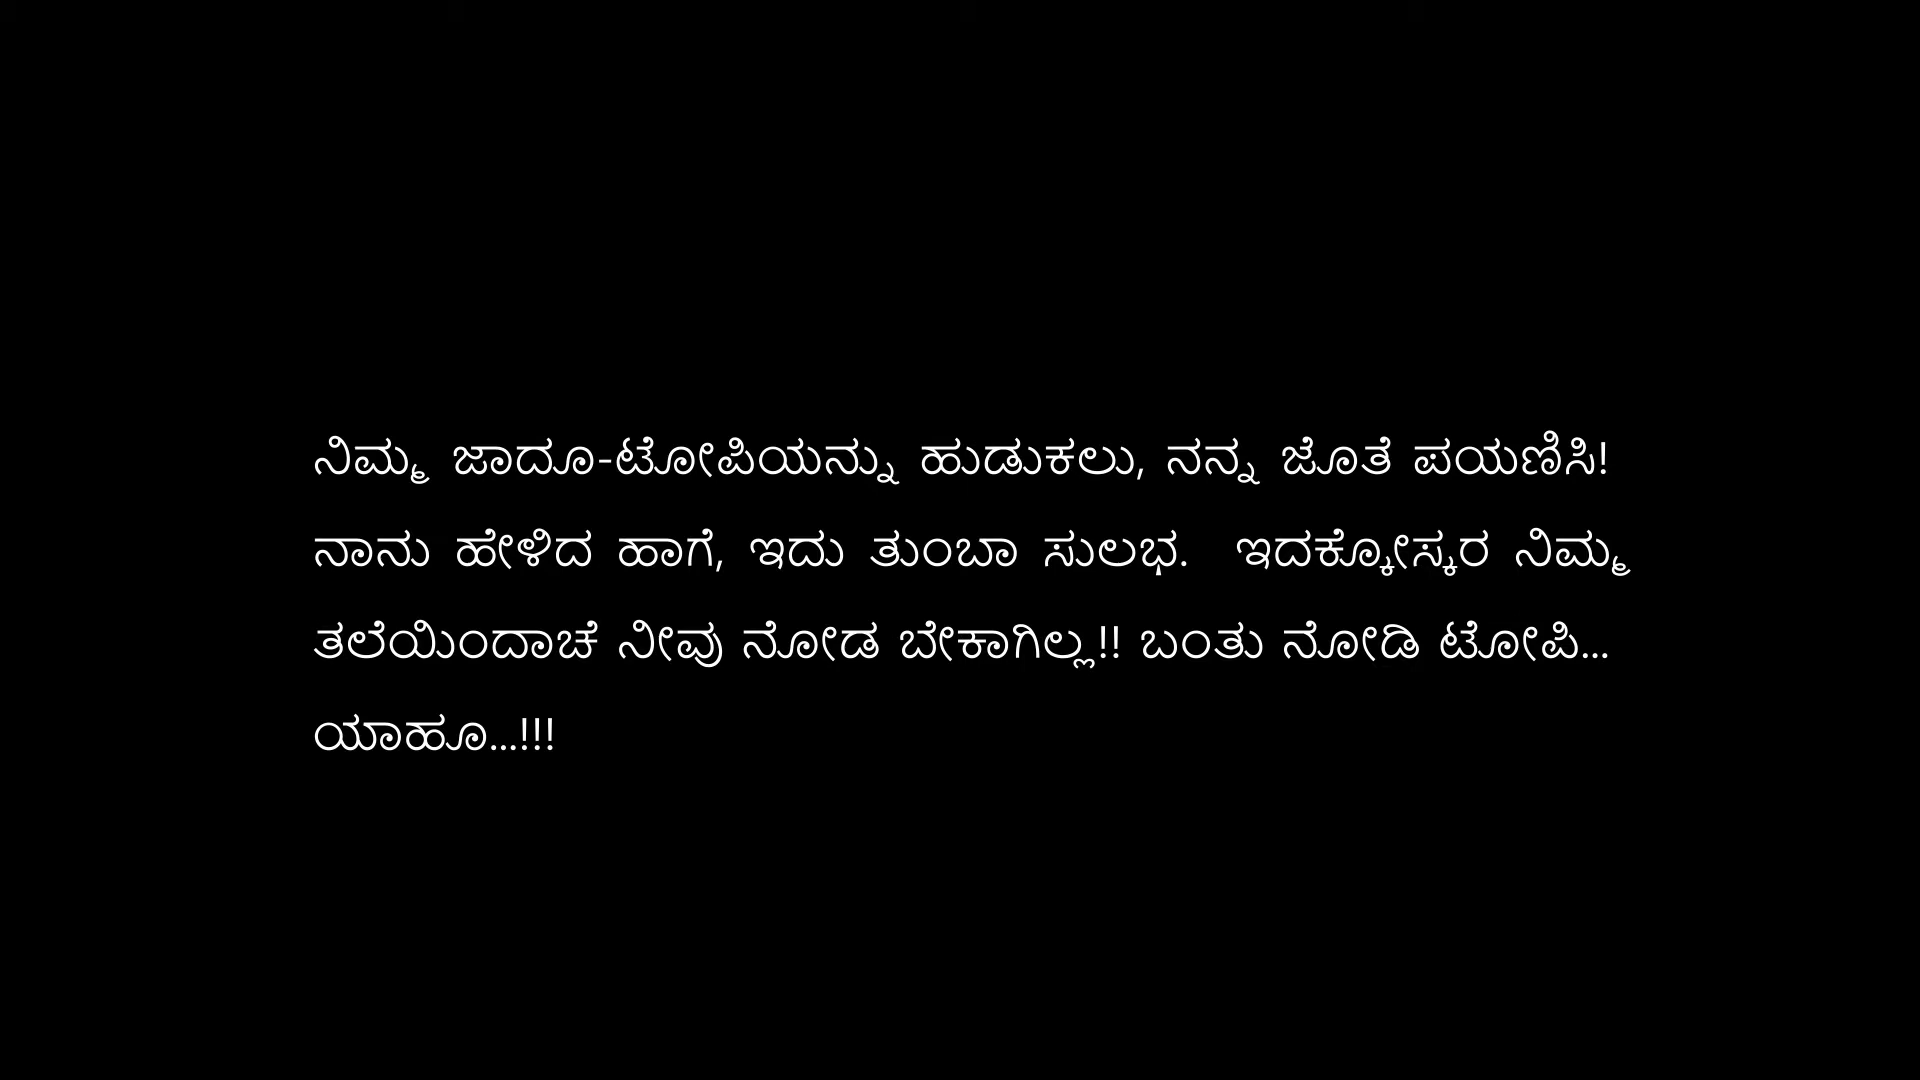 ನಿಮ್ಮ ಜಾದೂ-ಟೋಪಿಯನ್ನು ಹುಡುಕಲು, ನನ್ನ ಜೊತೆ ಪಯಣಿಸಿ!
ನಾನು ಹೇಳಿದ ಹಾಗೆ, ಇದು ತುಂಬಾ ಸುಲಭ. ಇದಕ್ಕೋಸ್ಕರ ನಿಮ್ಮ
ತಲೆಯಿಂದಾಚೆ ನೀವು ನೋಡ ಬೇಕಾಗಿಲ್ಲ!! ಬಂತು ನೋಡಿ ಟೋಪಿ...
ಯಾಹೂ...!!!